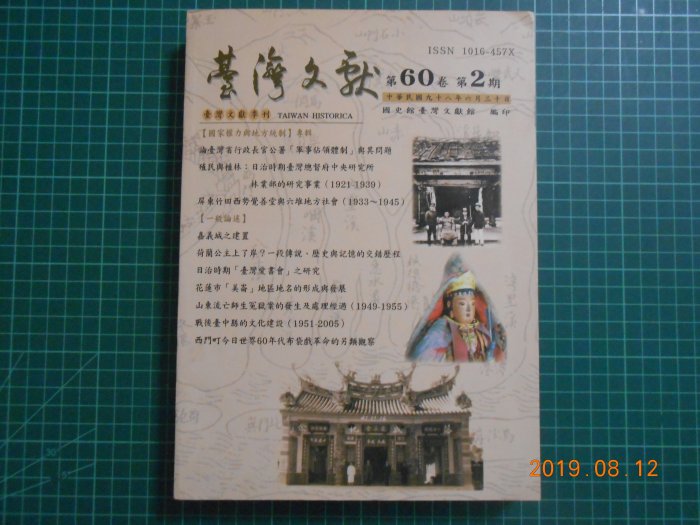 ISSN 1016-457X
臺灣文獻
第60卷 第2期
中華民國九十八年六月三十日
臺灣文獻季刊 TAIWAN HISTORICA
國史館臺灣文獻館 編印
【國家權力與地方統制】專輯
論臺灣省行政長官公署「軍事佔領體制」與其問題
殖民與植林：日治時期臺灣總督府中央研究所
林業部的研究事業（1921-1939）
屏東竹田西勢覺善堂與六堆地方社會（1933～1945）
【一般論述】
嘉義城之建置
荷蘭公主上了岸？一段傳說、歷史與記憶的交錯歷程
日治時期「臺灣愛書會」之研究
花蓮市「美崙」地區地名的形成與發展
山東流亡師生冤獄案的發生及處理經過（1949-1955）
戰後臺中縣的文化建設（1951-2005）
西門町今日世界60年代布袋戲革命的另類觀察
2019.08.12